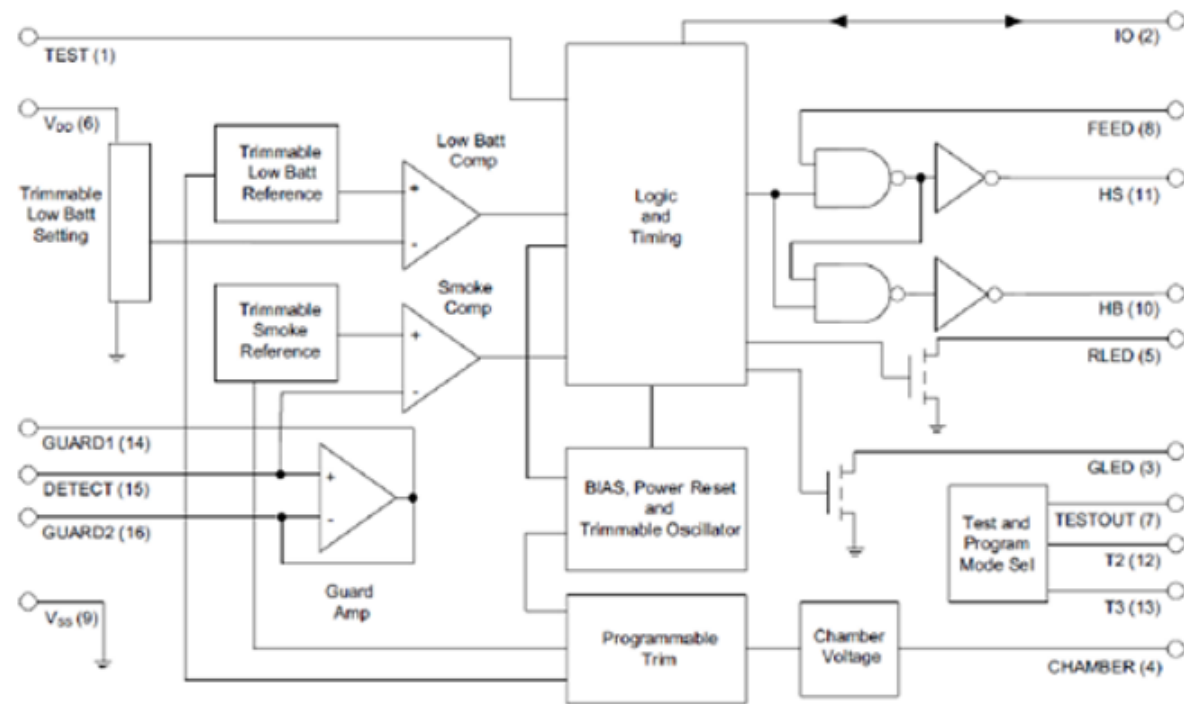 TEST (1)
IO (2)
V_DD (6)
FEED (8)
Low Batt
Comp
Trimmable
Low Batt
Reference
+
-
Trimmable
Low Batt
Setting
Logic
and
Timing
HS (11)
Smoke
Comp
Trimmable
Smoke
Reference
+
-
HB (10)
RLED (5)
GUARD1 (14)
DETECT (15)
GUARD2 (16)
+
-
Guard
Amp
BIAS, Power Reset
and
Trimmable Oscillator
GLED (3)
Test and
Program
Mode Sel
TESTOUT (7)
T2 (12)
T3 (13)
V_SS (9)
Programmable
Trim
Chamber
Voltage
CHAMBER (4)